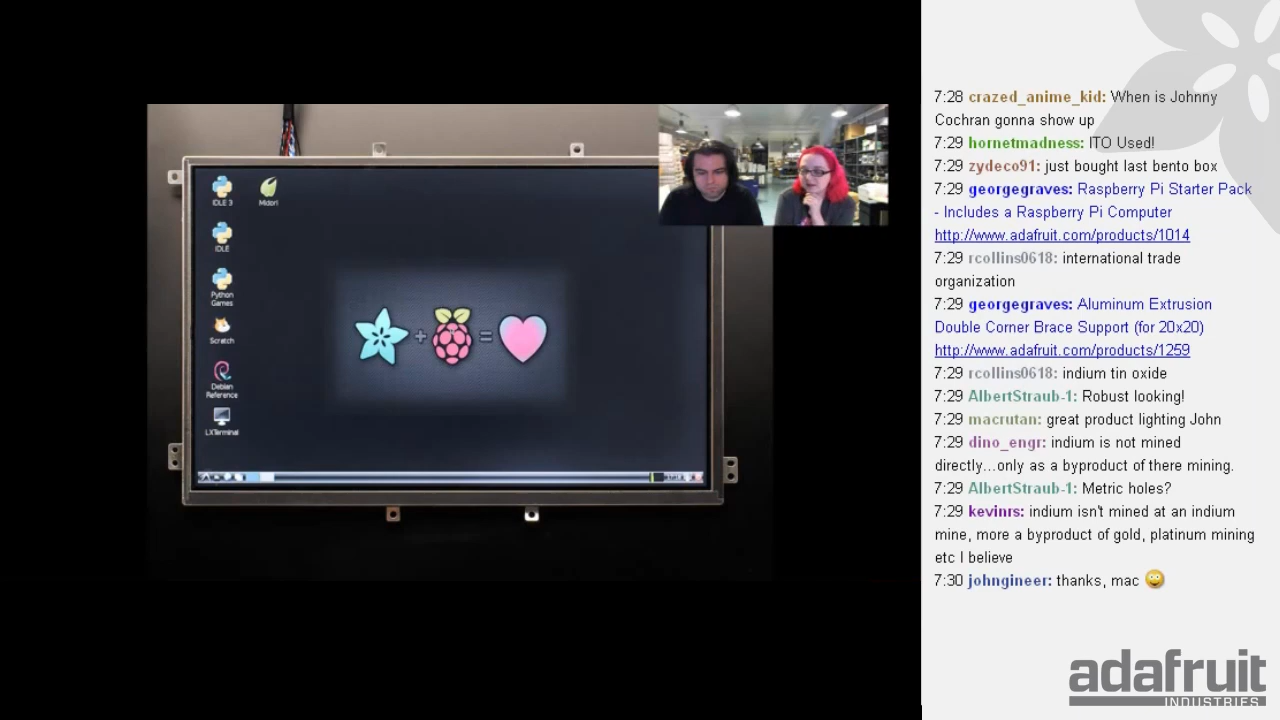 IDLE 3
Midori
IDLE
Python
Games
Scratch
Debian
Reference
LXTerminal
7:28 crazed_anime_kid: When is Johnny
Cochran gonna show up
7:29 hornetmadness: ITO Used!
7:29 zydeco91: just bought last bento box
7:29 georgegraves: Raspberry Pi Starter Pack
- Includes a Raspberry Pi Computer
http://www.adafruit.com/products/1014
7:29 rcollins0618: international trade
organization
7:29 georgegraves: Aluminum Extrusion
Double Corner Brace Support (for 20x20)
http://www.adafruit.com/products/1259
7:29 rcollins0618: indium tin oxide
7:29 AlbertStraub-1: Robust looking!
7:29 macrutan: great product lighting John
7:29 dino_engr: indium is not mined
directly...only as a byproduct of there mining.
7:29 AlbertStraub-1: Metric holes?
7:29 kevinrs: indium isn't mined at an indium
mine, more a byproduct of gold, platinum mining
etc I believe
7:30 johngineer: thanks, mac
adafruit
INDUSTRIES